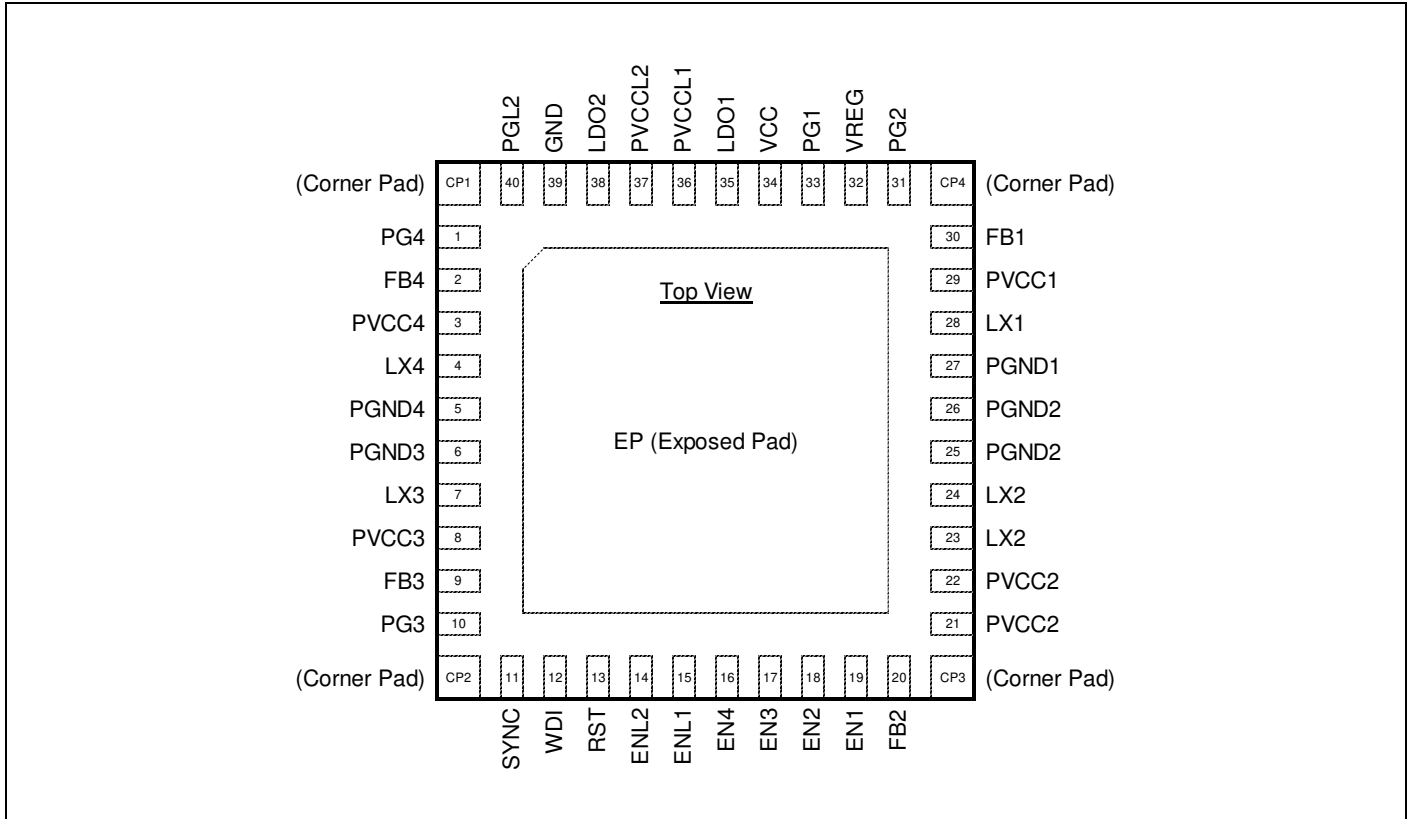 PGL2
GND
LDO2
PVCCL2
PVCCL1
LDO1
VCC
PG1
VREG
PG2
(Corner Pad) CP1 40 39 38 37 36 35 34 33 32 31 CP4 (Corner Pad)
PG4 1 30 FB1
FB4 2 29 PVCC1
Top View
PVCC4 3 28 LX1
LX4 4 27 PGND1
PGND4 5 26 PGND2
EP (Exposed Pad)
PGND3 6 25 PGND2
LX3 7 24 LX2
PVCC3 8 23 LX2
FB3 9 22 PVCC2
PG3 10 21 PVCC2
(Corner Pad) CP2 11 12 13 14 15 16 17 18 19 20 CP3 (Corner Pad)
SYNC
WDI
RST
ENL2
ENL1
EN4
EN3
EN2
EN1
FB2